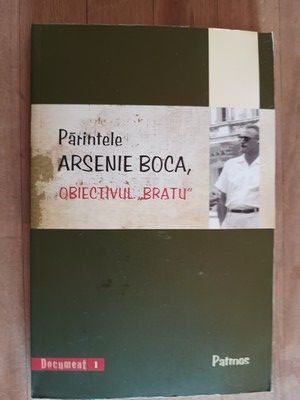 Părintele
ARSENIE BOCA,
OBIECTIVUL „BRATU”
Document 1
Patmos